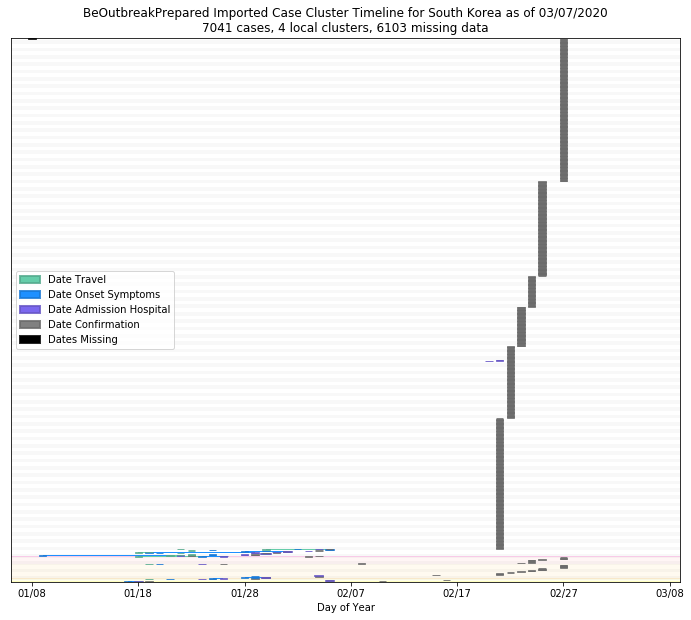 BeOutbreakPrepared Imported Case Cluster Timeline for South Korea as of 03/07/2020
7041 cases, 4 local clusters, 6103 missing data
Date Travel
Date Onset Symptoms
Date Admission Hospital
Date Confirmation
Dates Missing
01/08 01/18 01/28 02/07 02/17 02/27 03/08
Day of Year